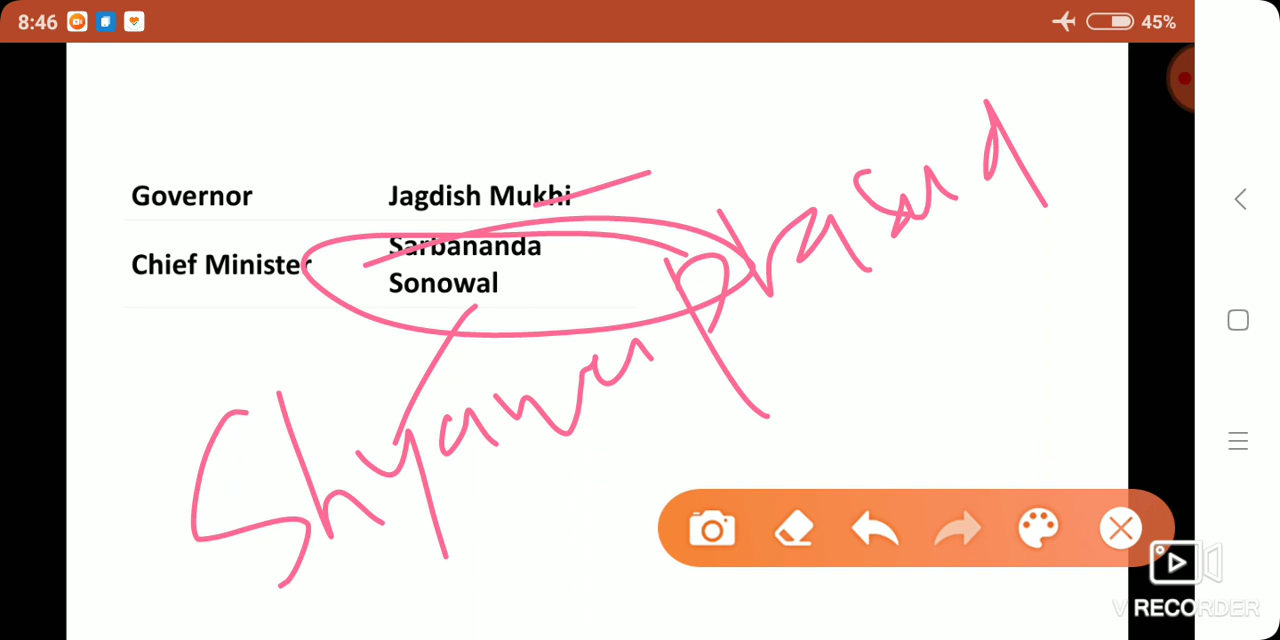 8:46 45%
Governor Jagdish Mukhi
Chief Minister Sarbananda
Sonowal
Shyama prasad
V RECORDER